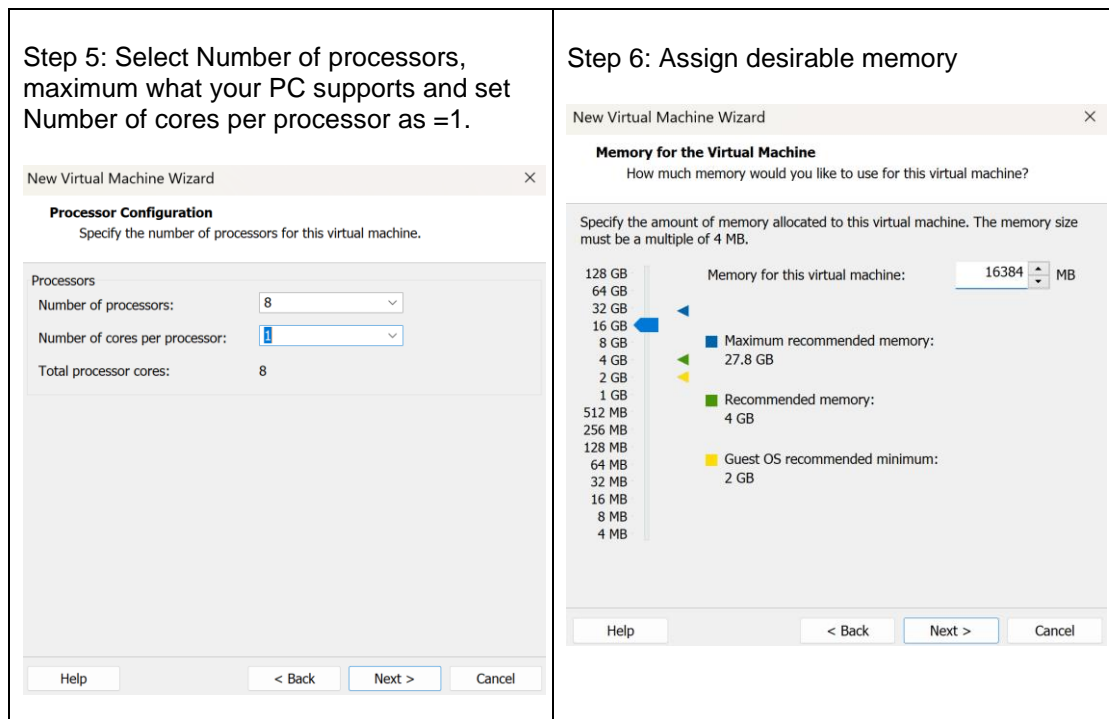 Step 5: Select Number of processors,
maximum what your PC supports and set
Number of cores per processor as =1.
New Virtual Machine Wizard
Processor Configuration
Specify the number of processors for this virtual machine.
Processors
Number of processors: 8
Number of cores per processor: 1
Total processor cores: 8
Help < Back Next > Cancel
Step 6: Assign desirable memory
New Virtual Machine Wizard
Memory for the Virtual Machine
How much memory would you like to use for this virtual machine?
Specify the amount of memory allocated to this virtual machine. The memory size
must be a multiple of 4 MB.
128 GB Memory for this virtual machine: 16384 MB
64 GB
32 GB
16 GB
8 GB Maximum recommended memory:
4 GB 27.8 GB
2 GB
1 GB Recommended memory:
512 MB 4 GB
256 MB
128 MB
64 MB Guest OS recommended minimum:
32 MB 2 GB
16 MB
8 MB
4 MB
Help < Back Next > Cancel